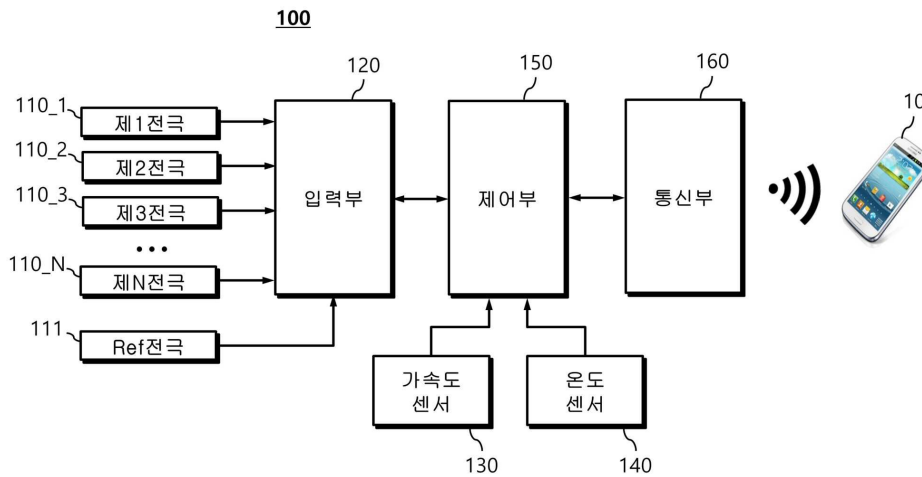 100
120
150
160
10
110_1
제1전극
110_2
제2전극
110_3
제3전극
입력부
제어부
통신부
110_N
제N전극
111
Ref전극
가속도
센서
온도
센서
130
140